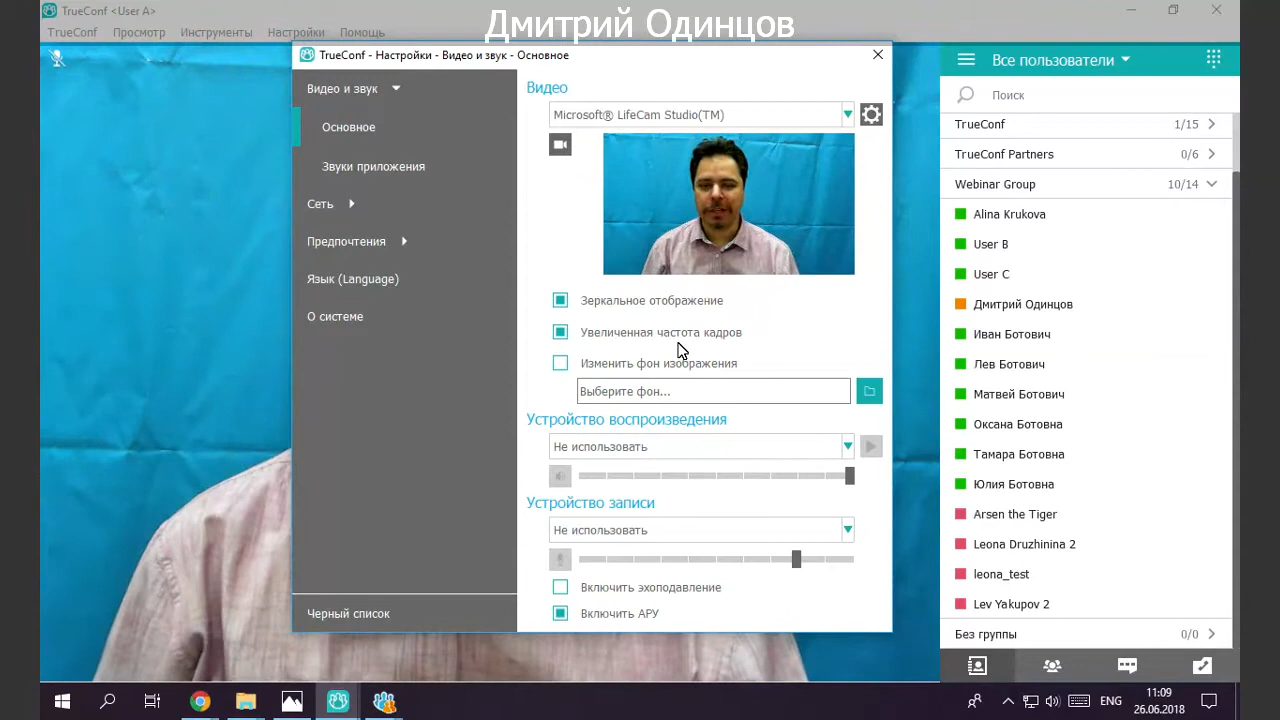 Дмитрий Одинцов
TrueConf <User A>
TrueConf Просмотр Инструменты Настройки Помощь
TrueConf - Настройки - Видео и звук - Основное
Видео и звук
Основное
Звуки приложения
Сеть
Предпочтения
Язык (Language)
О системе
Черный список
Видео
Microsoft® LifeCam Studio(TM)
Зеркальное отображение
Увеличенная частота кадров
Изменить фон изображения
Выберите фон...
Устройство воспроизведения
Не использовать
Устройство записи
Не использовать
Включить эхоподавление
Включить АРУ
Все пользователи
Поиск
TrueConf 1/15
TrueConf Partners 0/6
Webinar Group 10/14
Alina Krukova
User B
User C
Дмитрий Одинцов
Иван Ботович
Лев Ботович
Матвей Ботович
Оксана Ботовна
Тамара Ботовна
Юлия Ботовна
Arsen the Tiger
Leona Druzhinina 2
leona_test
Lev Yakupov 2
Без группы 0/0
ENG
11:09
26.06.2018